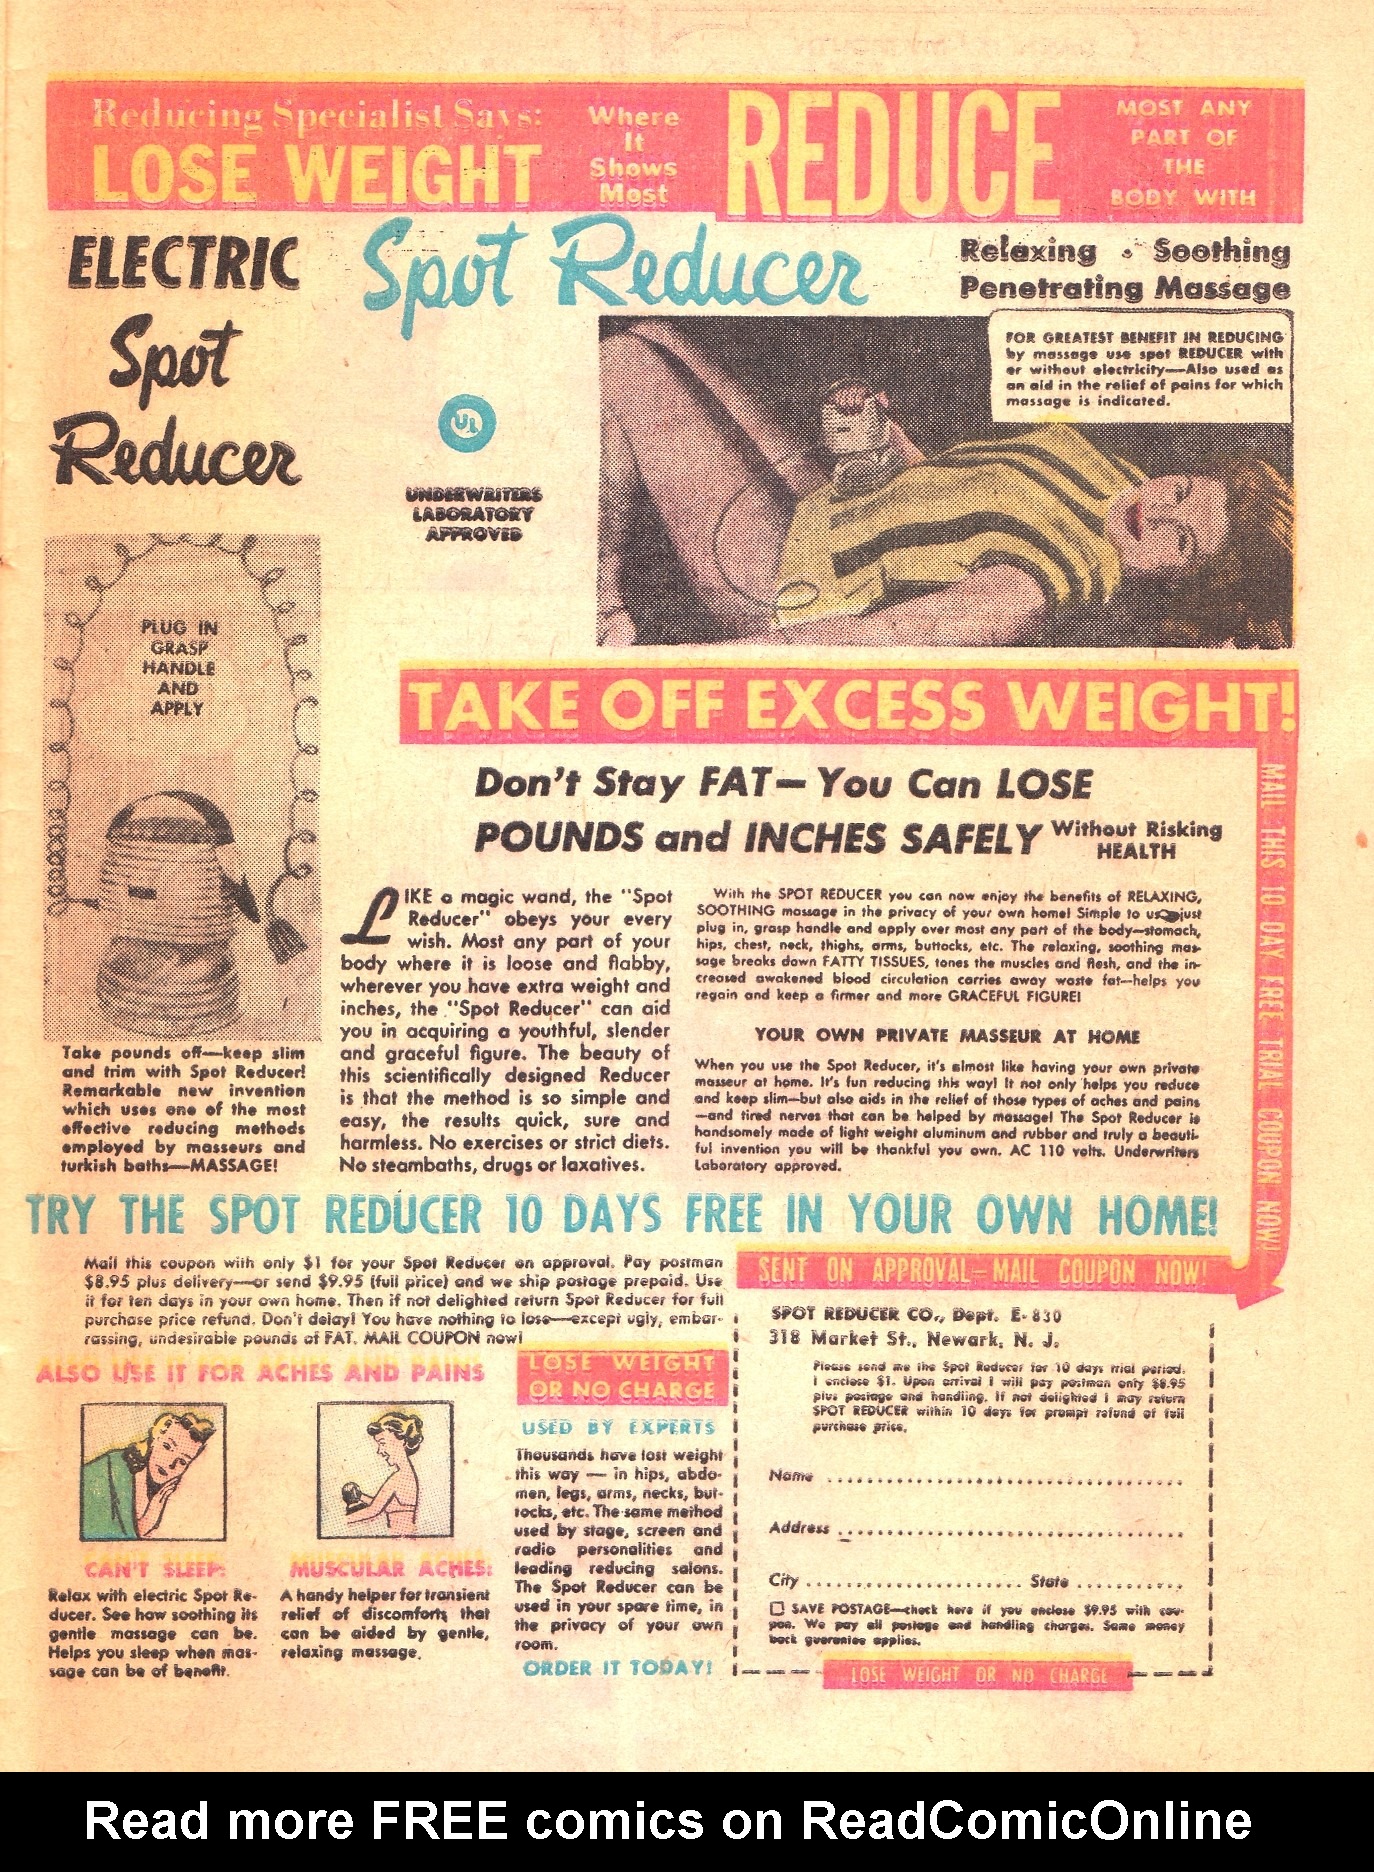 Reducing Specialist Says:
LOSE WEIGHT
Where
It
Shows
Most
REDUCE
MOST ANY
PART OF
THE
BODY WITH
ELECTRIC
Spot
Reducer
Spot Reducer
Relaxing • Soothing
Penetrating Massage
UL
UNDERWRITERS
LABORATORY
APPROVED
FOR GREATEST BENEFIT IN REDUCING
by massage use spot REDUCER with
or without electricity—Also used as
an aid in the relief of pains for which
massage is indicated.
PLUG IN
GRASP
HANDLE
AND
APPLY
Take pounds off—keep slim
and trim with Spot Reducer!
Remarkable new invention
which uses one of the most
effective reducing methods
employed by masseurs and
turkish baths—MASSAGE!
TAKE OFF EXCESS WEIGHT!
Don't Stay FAT—You Can LOSE
POUNDS and INCHES SAFELY Without Risking
HEALTH
LIKE a magic wand, the "Spot
Reducer" obeys your every
wish. Most any part of your
body where it is loose and flabby,
wherever you have extra weight and
inches, the "Spot Reducer" can aid
you in acquiring a youthful, slender
and graceful figure. The beauty of
this scientifically designed Reducer
is that the method is so simple and
easy, the results quick, sure and
harmless. No exercises or strict diets.
No steambaths, drugs or laxatives.
With the SPOT REDUCER you can now enjoy the benefits of RELAXING,
SOOTHING massage in the privacy of your own home! Simple to use—just
plug in, grasp handle and apply over most any part of the body—stomach,
hips, chest, neck, thighs, arms, buttocks, etc. The relaxing, soothing mas-
sage breaks down FATTY TISSUES, tones the muscles and flesh, and the in-
creased awakened blood circulation carries away waste fat—helps you
regain and keep a firmer and more GRACEFUL FIGURE!
YOUR OWN PRIVATE MASSEUR AT HOME
When you use the Spot Reducer, it's almost like having your own private
masseur at home. It's fun reducing this way! It not only helps you reduce
and keep slim—but also aids in the relief of those types of aches and pains
—and tired nerves that can be helped by massage! The Spot Reducer is
handsomely made of light weight aluminum and rubber and truly a beauti-
ful invention you will be thankful you own. AC 110 volts. Underwriters
Laboratory approved.
MAIL THIS 10 DAY FREE TRIAL COUPON NOW!
TRY THE SPOT REDUCER 10 DAYS FREE IN YOUR OWN HOME!
Mail this coupon with only $1 for your Spot Reducer on approval. Pay postman
$8.95 plus delivery—or send $9.95 (full price) and we ship postage prepaid. Use
it for ten days in your own home. Then if not delighted return Spot Reducer for full
purchase price refund. Don't delay! You have nothing to lose—except ugly, embar-
rassing, undesirable pounds of FAT. MAIL COUPON now!
ALSO USE IT FOR ACHES AND PAINS
CAN'T SLEEP:
Relax with electric Spot Re-
ducer. See how soothing its
gentle massage can be.
Helps you sleep when mas-
sage can be of benefit.
MUSCULAR ACHES:
A handy helper for transient
relief of discomforts that
can be aided by gentle,
relaxing massage.
LOSE WEIGHT
OR NO CHARGE
USED BY EXPERTS
Thousands have lost weight
this way — in hips, abdo-
men, legs, arms, necks, but-
tocks, etc. The same method
used by stage, screen and
radio personalities and
leading reducing salons.
The Spot Reducer can be
used in your spare time, in
the privacy of your own
room.
ORDER IT TODAY!
SENT ON APPROVAL—MAIL COUPON NOW!
SPOT REDUCER CO., Dept. E-830
318 Market St., Newark, N. J.
Please send me the Spot Reducer for 10 days trial period.
I enclose $1. Upon arrival I will pay postman only $8.95
plus postage and handling. If not delighted I may return
SPOT REDUCER within 10 days for prompt refund of full
purchase price.
Name
Address
City State
SAVE POSTAGE—check here if you enclose $9.95 with cou-
pon. We pay all postage and handling charges. Same money
back guarantee applies.
LOSE WEIGHT OR NO CHARGE
Read more FREE comics on ReadComicOnline